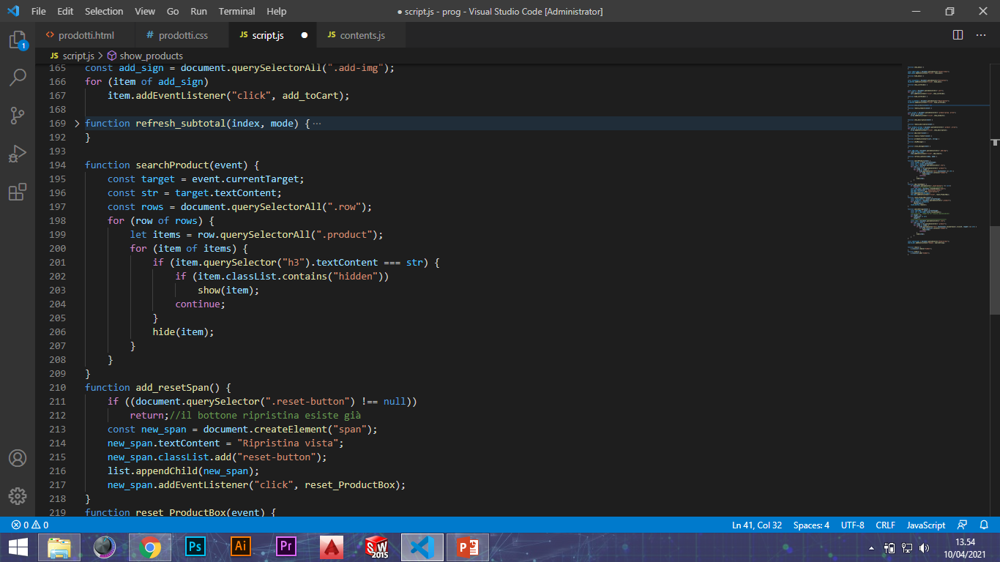 File Edit Selection View Go Run Terminal Help ● script.js - prog - Visual Studio Code [Administrator]
<> prodotti.html # prodotti.css JS script.js ● JS contents.js
JS script.js > show_products
165 const add_sign = document.querySelectorAll(".add-img");
166 for (item of add_sign)
167 item.addEventListener("click", add_toCart);
168
169 > function refresh_subtotal(index, mode) { ...
192 }
193
194 function searchProduct(event) {
195 const target = event.currentTarget;
196 const str = target.textContent;
197 const rows = document.querySelectorAll(".row");
198 for (row of rows) {
199 let items = row.querySelectorAll(".product");
200 for (item of items) {
201 if (item.querySelector("h3").textContent === str) {
202 if (item.classList.contains("hidden"))
203 show(item);
204 continue;
205 }
206 hide(item);
207 }
208 }
209 }
210 function add_resetSpan() {
211 if ((document.querySelector(".reset-button") !== null))
212 return;//il bottone ripristina esiste già
213 const new_span = document.createElement("span");
214 new_span.textContent = "Ripristina vista";
215 new_span.classList.add("reset-button");
216 list.appendChild(new_span);
217 new_span.addEventListener("click", reset_ProductBox);
218 }
219 function reset_ProductBox(event) {
1
0 0 Ln 41, Col 32 Spaces: 4 UTF-8 CRLF JavaScript
Ps Ai Pr A SW 2015 P
13.54
10/04/2021